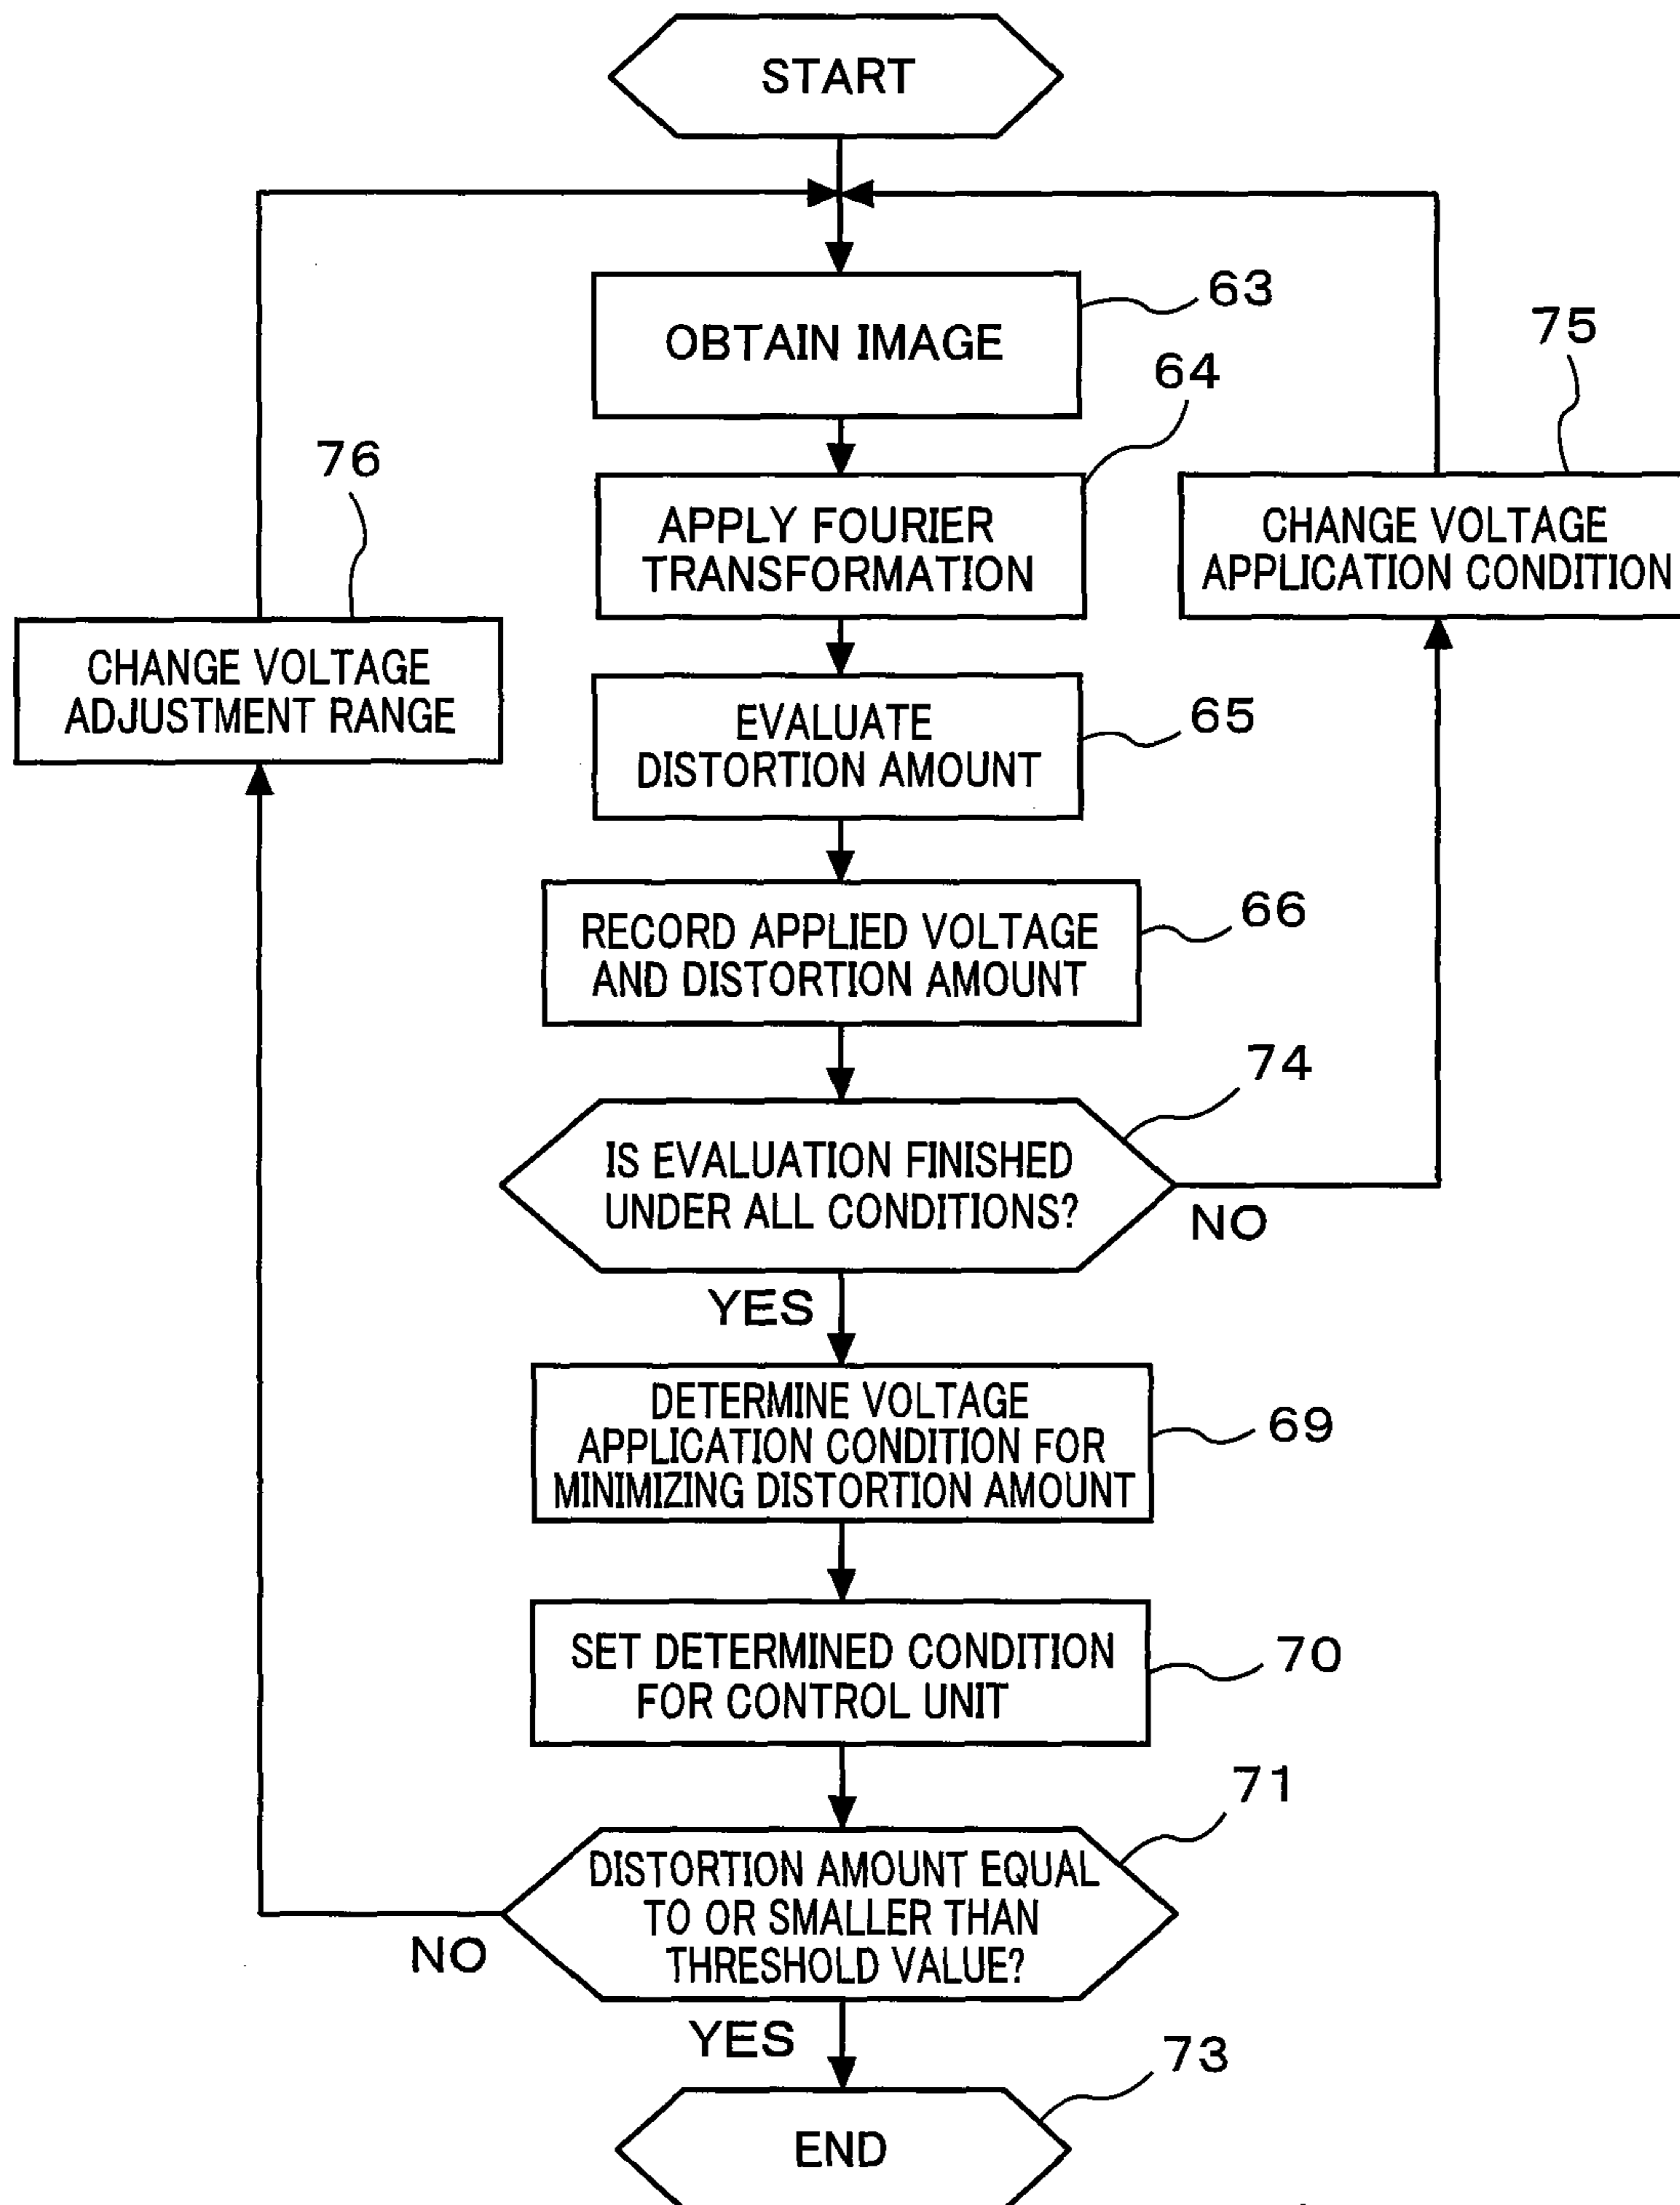 START
63
OBTAIN IMAGE
64
75
APPLY FOURIER
TRANSFORMATION
CHANGE VOLTAGE
APPLICATION CONDITION
76
CHANGE VOLTAGE
ADJUSTMENT RANGE
EVALUATE
DISTORTION AMOUNT
65
RECORD APPLIED VOLTAGE
AND DISTORTION AMOUNT
66
74
IS EVALUATION FINISHED
UNDER ALL CONDITIONS?
NO
YES
DETERMINE VOLTAGE
APPLICATION CONDITION FOR
MINIMIZING DISTORTION AMOUNT
69
SET DETERMINED CONDITION
FOR CONTROL UNIT
70
71
DISTORTION AMOUNT EQUAL
TO OR SMALLER THAN
THRESHOLD VALUE?
NO
YES
73
END